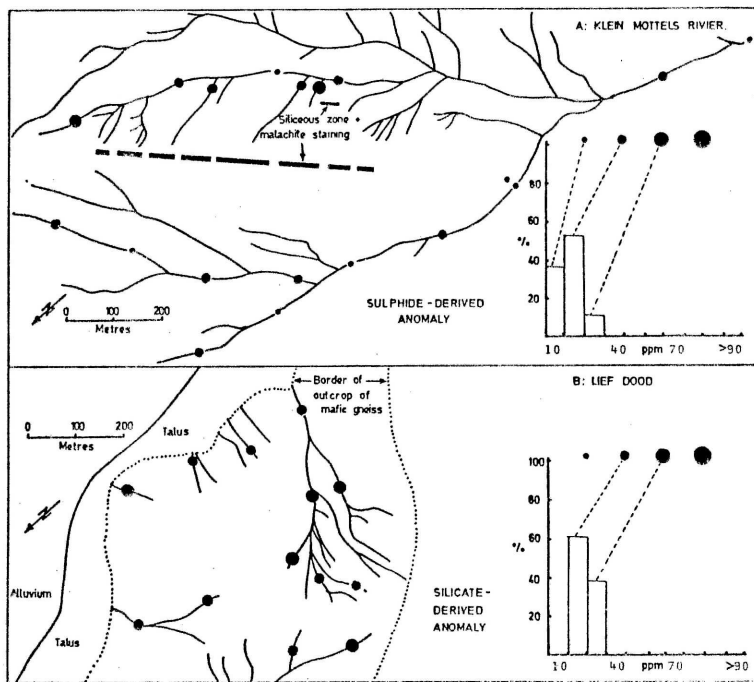 A: KLEIN MOTTELS RIVIER.
Siliceous zone +
malachite staining
80
60
%
40
20
10 40 ppm 70 >90
N
0 100 200
Metres
SULPHIDE-DERIVED
ANOMALY
B: LIEF DOOD
Border of
outcrop of
mafic gneiss
0 100 200
Metres
Talus
N
Alluvium
Talus
SILICATE-
DERIVED
ANOMALY
100
80
60
%
40
20
10 40 ppm 70 >90